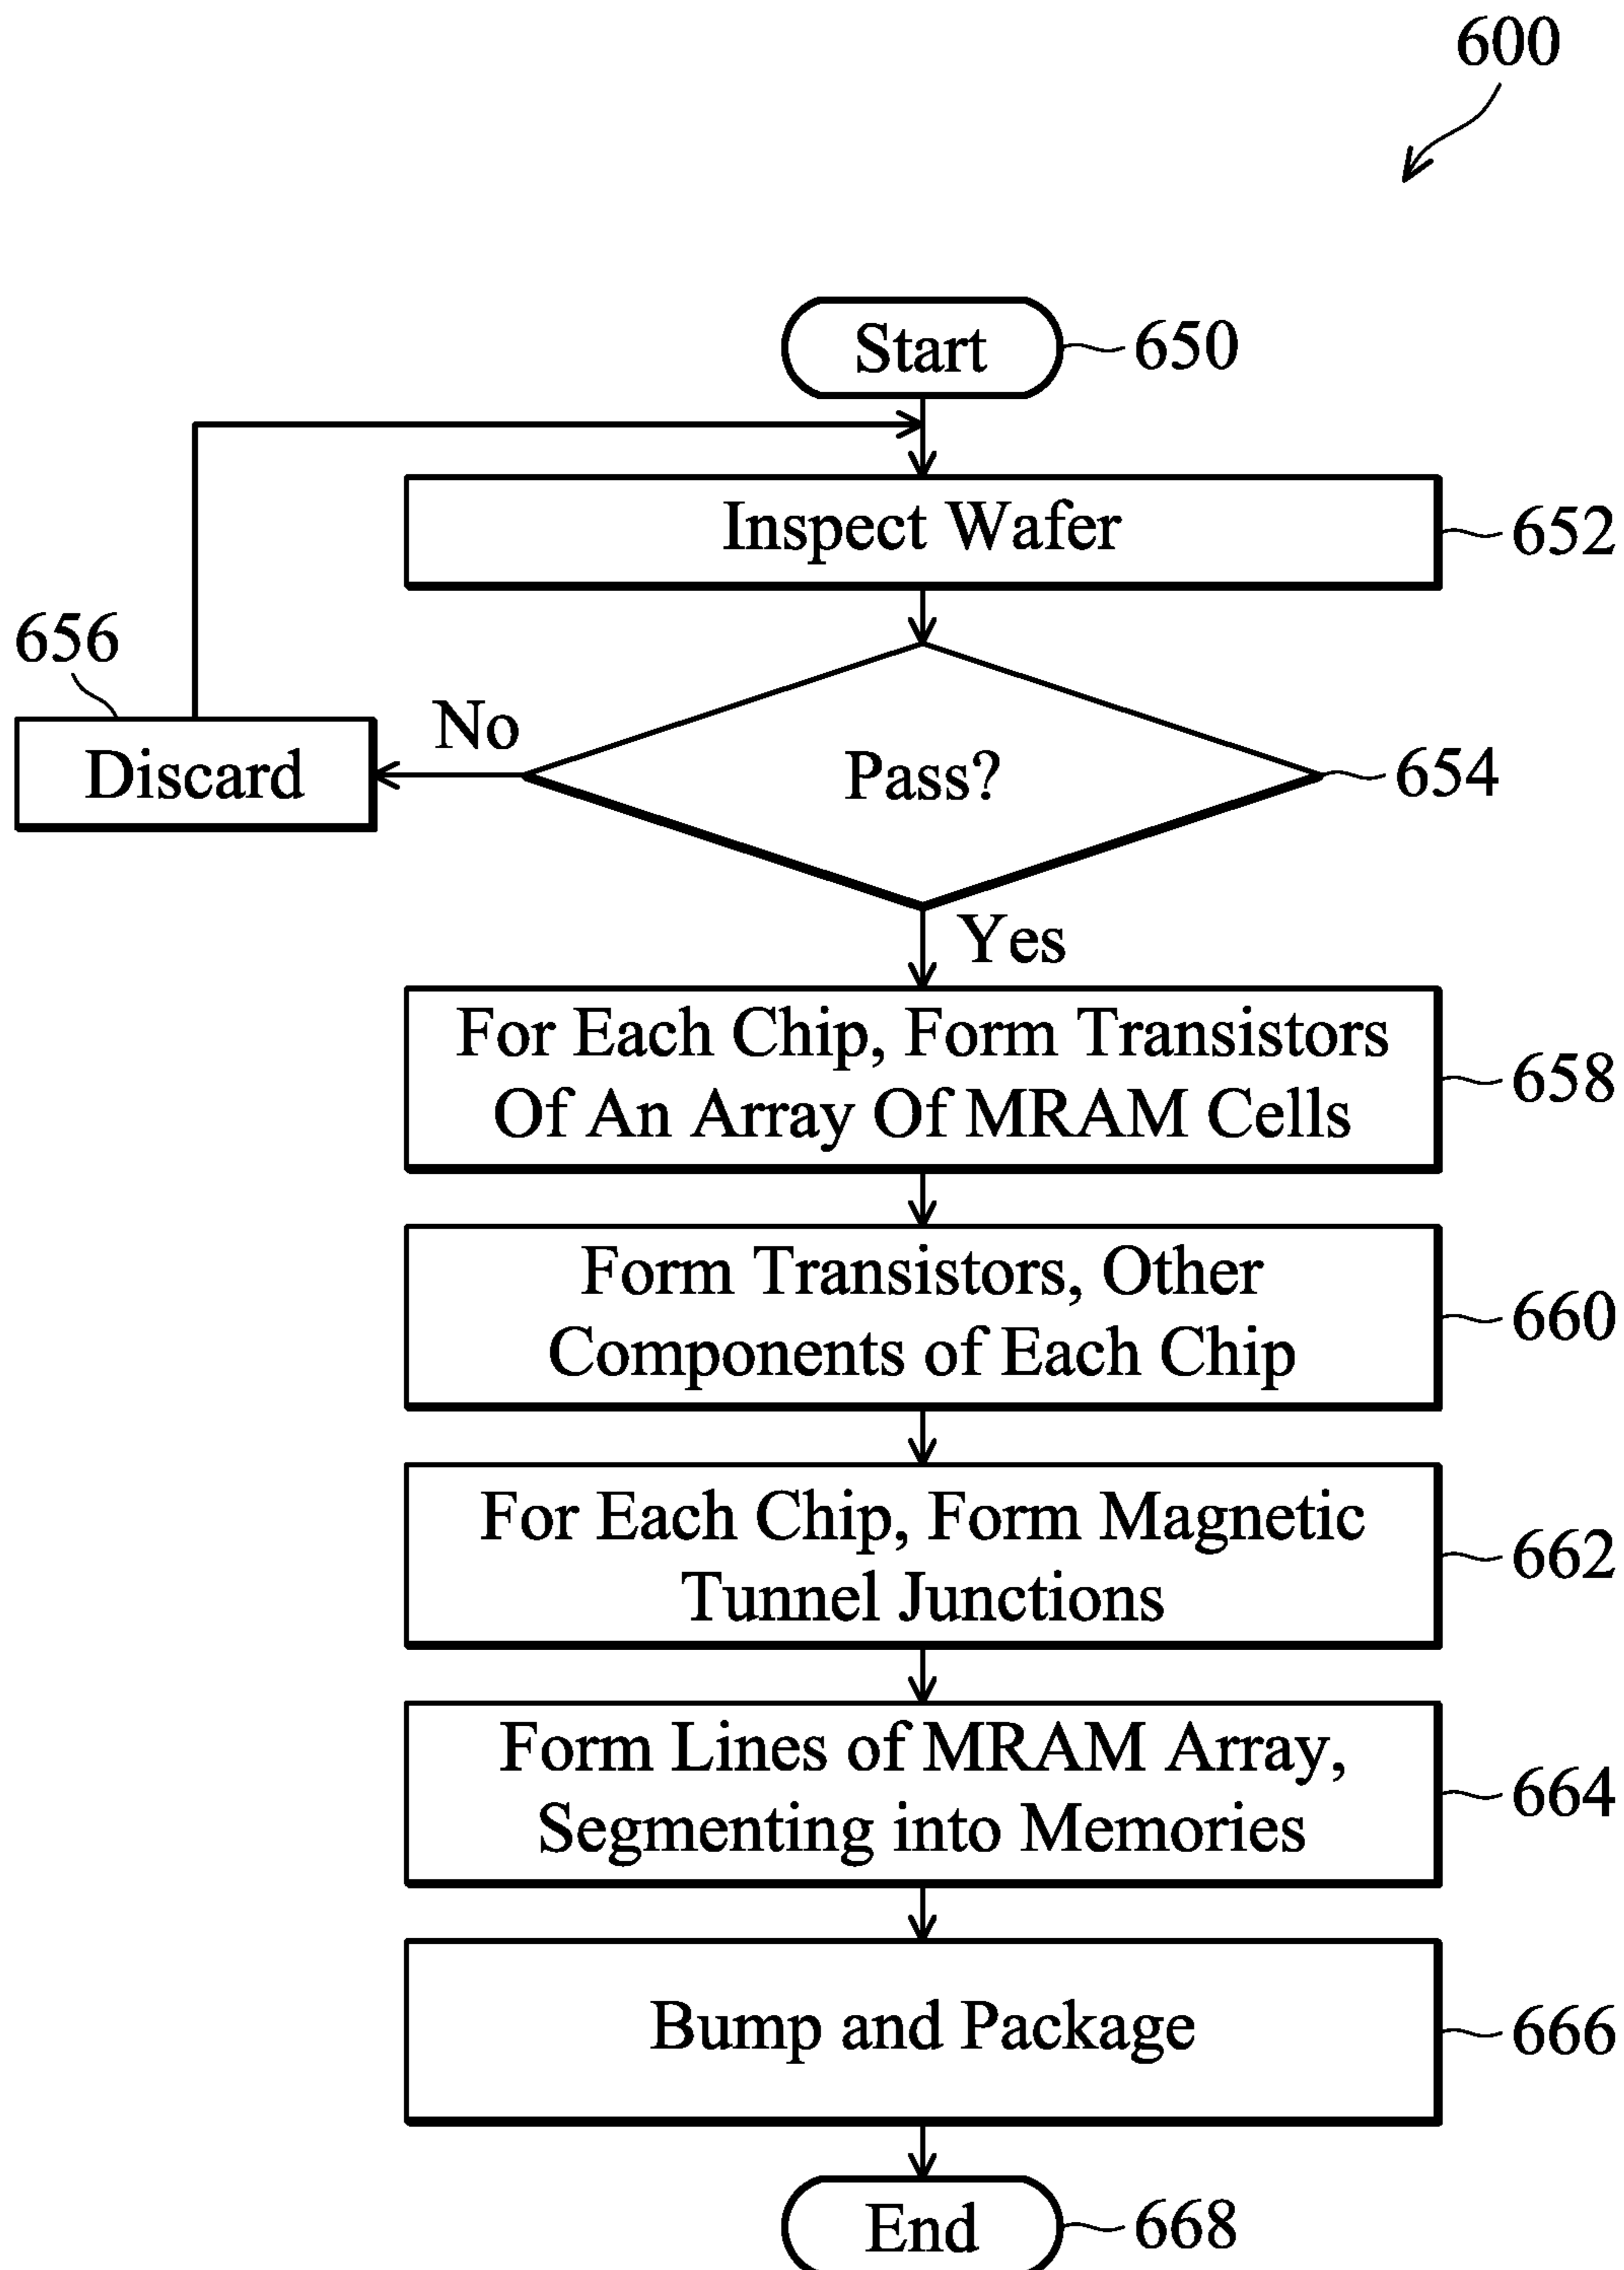 600
Start
650
Inspect Wafer
652
656
No
Discard
Pass?
654
Yes
For Each Chip, Form Transistors
Of An Array Of MRAM Cells
658
Form Transistors, Other
Components of Each Chip
660
For Each Chip, Form Magnetic
Tunnel Junctions
662
Form Lines of MRAM Array,
Segmenting into Memories
664
Bump and Package
666
End
668